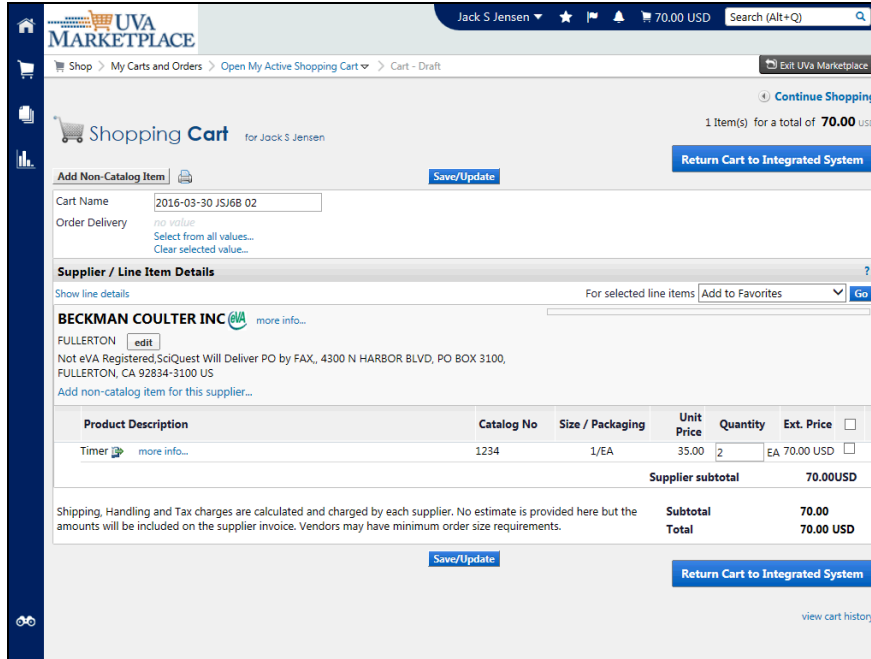 UVA
MARKETPLACE
Jack S Jensen
70.00 USD
Search (Alt+Q)
Shop > My Carts and Orders > Open My Active Shopping Cart > Cart - Draft
Exit UVa Marketplace
Continue Shopping
Shopping Cart for Jack S Jensen
1 Item(s) for a total of 70.00 usd
Return Cart to Integrated System
Add Non-Catalog Item
Save/Update
Cart Name 2016-03-30 JSJ6B 02
Order Delivery no value
Select from all values...
Clear selected value...
Supplier / Line Item Details ?
Show line details
For selected line items Add to Favorites Go
BECKMAN COULTER INC eVA more info...
FULLERTON edit
Not eVA Registered,SciQuest Will Deliver PO by FAX,, 4300 N HARBOR BLVD, PO BOX 3100,
FULLERTON, CA 92834-3100 US
Add non-catalog item for this supplier...
Product Description Catalog No Size / Packaging Unit Price Quantity Ext. Price
Timer more info... 1234 1/EA 35.00 2 EA 70.00 USD
Supplier subtotal 70.00USD
Shipping, Handling and Tax charges are calculated and charged by each supplier. No estimate is provided here but the
amounts will be included on the supplier invoice. Vendors may have minimum order size requirements.
Subtotal 70.00
Total 70.00 USD
Save/Update
Return Cart to Integrated System
view cart history